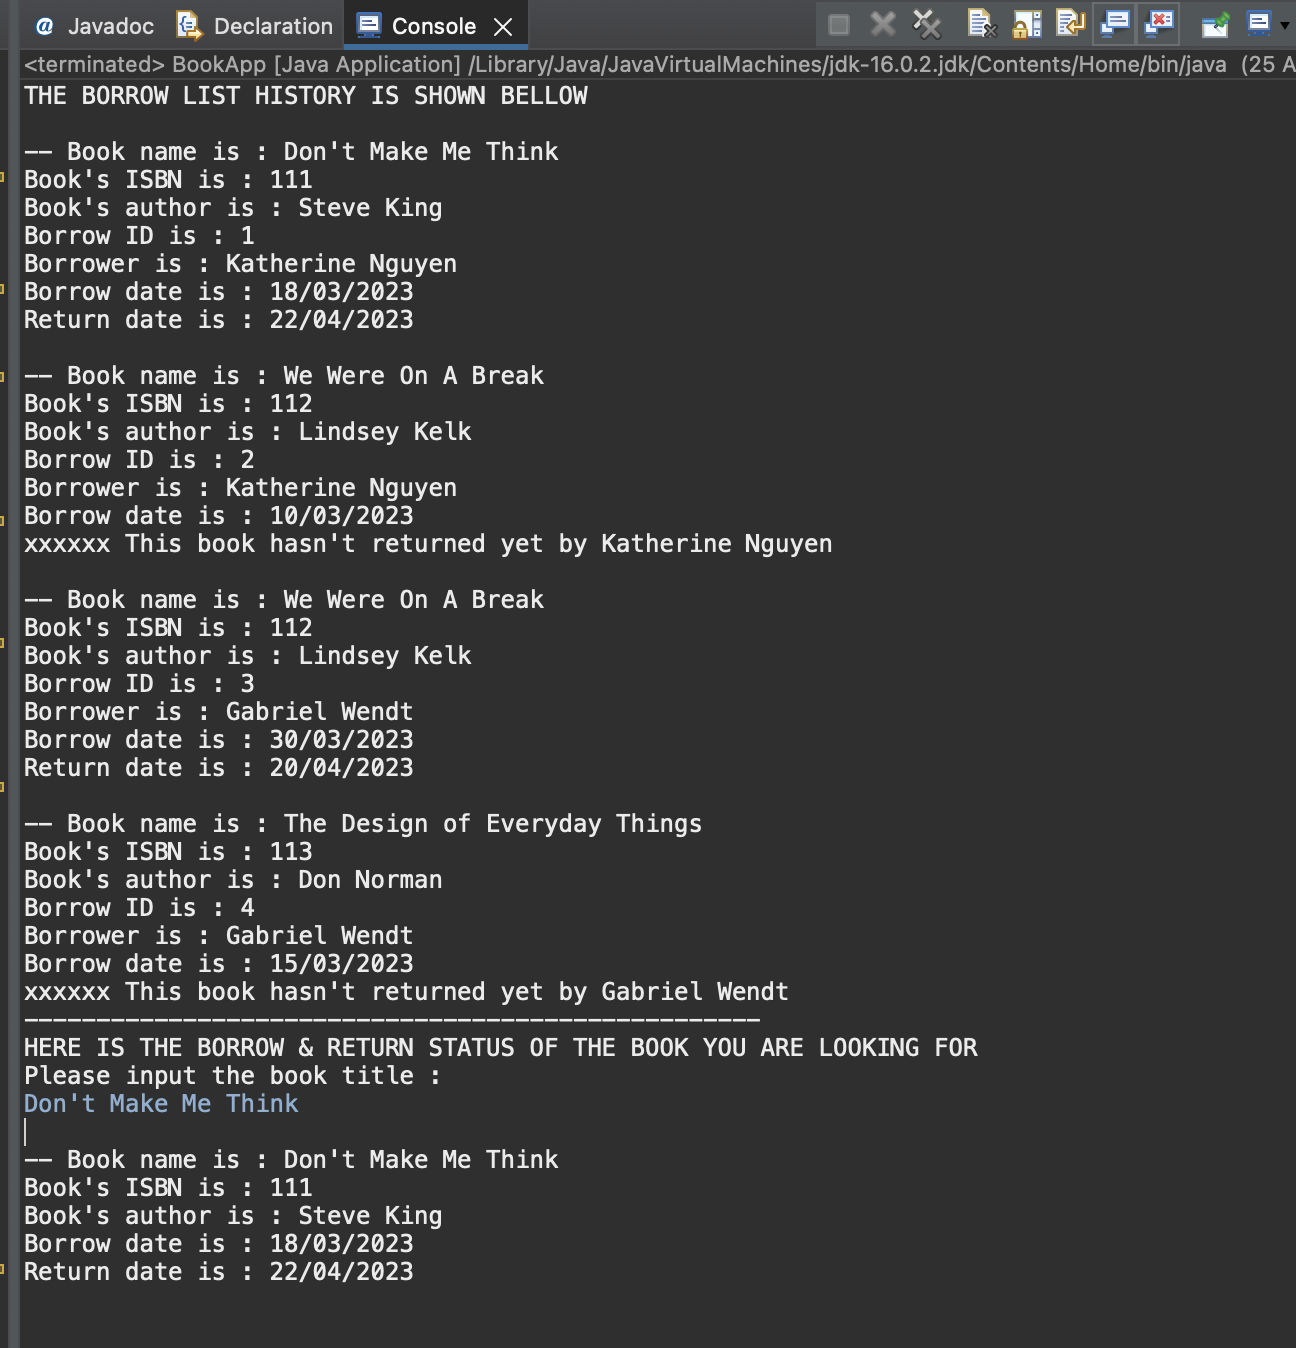 @ Javadoc Declaration Console
<terminated> BookApp [Java Application] /Library/Java/JavaVirtualMachines/jdk-16.0.2.jdk/Contents/Home/bin/java (25 A
THE BORROW LIST HISTORY IS SHOWN BELLOW
-- Book name is : Don't Make Me Think
Book's ISBN is : 111
Book's author is : Steve King
Borrow ID is : 1
Borrower is : Katherine Nguyen
Borrow date is : 18/03/2023
Return date is : 22/04/2023
-- Book name is : We Were On A Break
Book's ISBN is : 112
Book's author is : Lindsey Kelk
Borrow ID is : 2
Borrower is : Katherine Nguyen
Borrow date is : 10/03/2023
xxxxxx This book hasn't returned yet by Katherine Nguyen
-- Book name is : We Were On A Break
Book's ISBN is : 112
Book's author is : Lindsey Kelk
Borrow ID is : 3
Borrower is : Gabriel Wendt
Borrow date is : 30/03/2023
Return date is : 20/04/2023
-- Book name is : The Design of Everyday Things
Book's ISBN is : 113
Book's author is : Don Norman
Borrow ID is : 4
Borrower is : Gabriel Wendt
Borrow date is : 15/03/2023
xxxxxx This book hasn't returned yet by Gabriel Wendt
---------------------------------------------------
HERE IS THE BORROW & RETURN STATUS OF THE BOOK YOU ARE LOOKING FOR
Please input the book title :
Don't Make Me Think
-- Book name is : Don't Make Me Think
Book's ISBN is : 111
Book's author is : Steve King
Borrow date is : 18/03/2023
Return date is : 22/04/2023